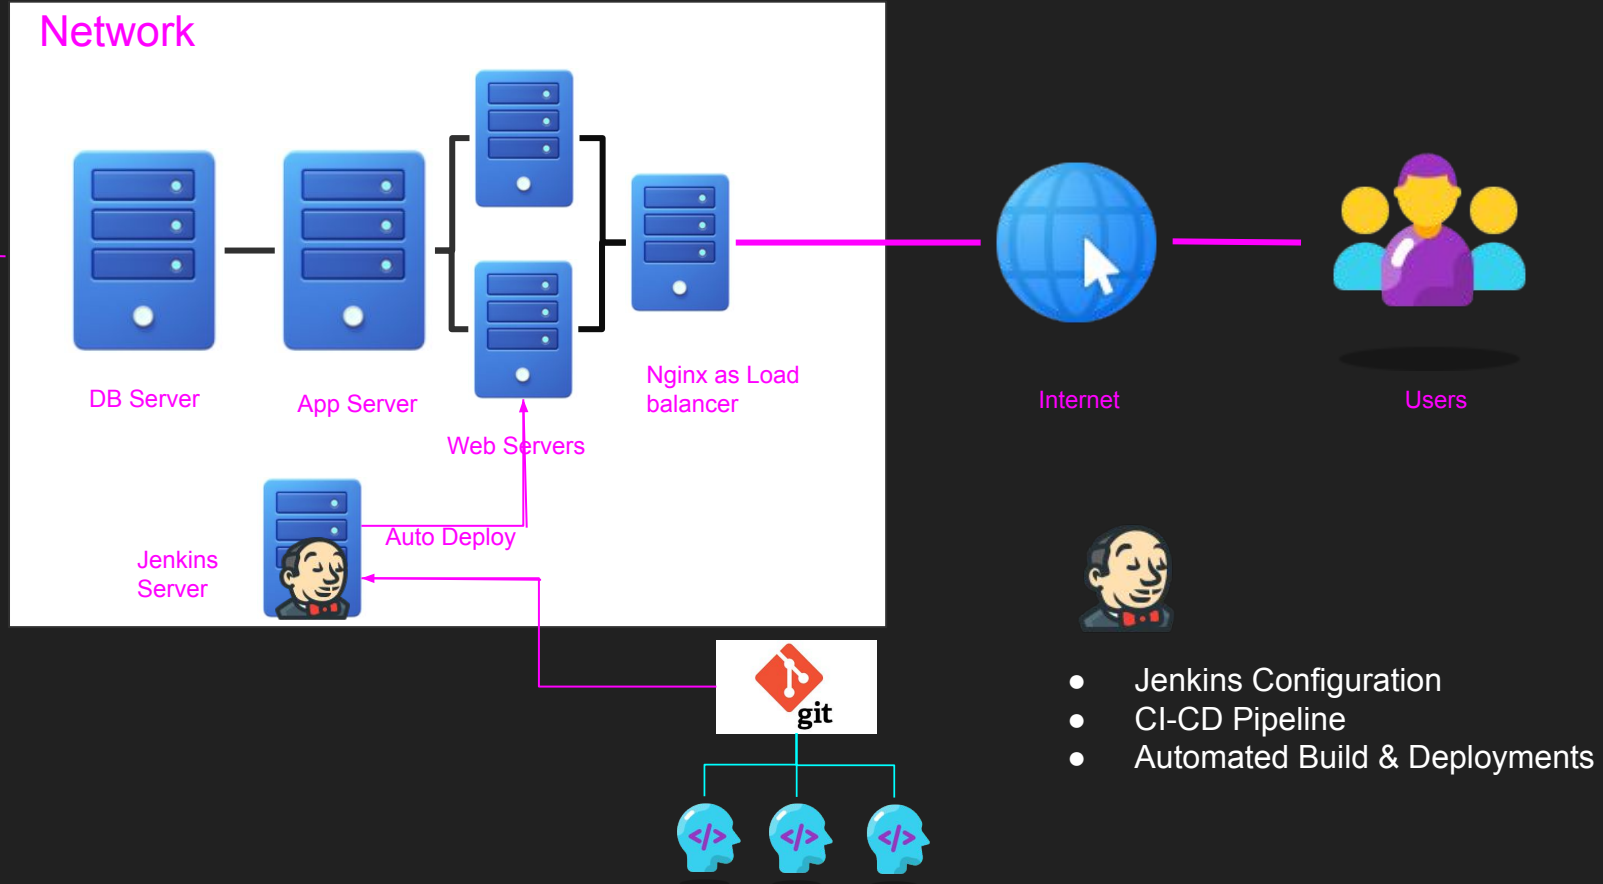 Network
DB Server
App Server
Web Servers
Nginx as Load
balancer
Internet
Users
Jenkins
Server
Auto Deploy
git
</>
</>
</>
● Jenkins Configuration
● CI-CD Pipeline
● Automated Build & Deployments